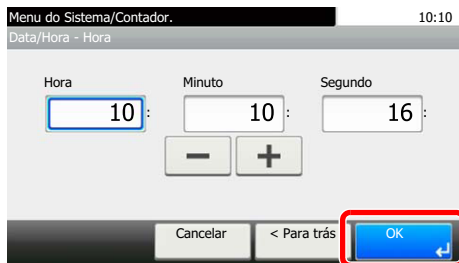 Menu do Sistema/Contador. 10:10
Data/Hora - Hora
Hora Minuto Segundo
10 : 10 : 16 :
Cancelar < Para trás OK